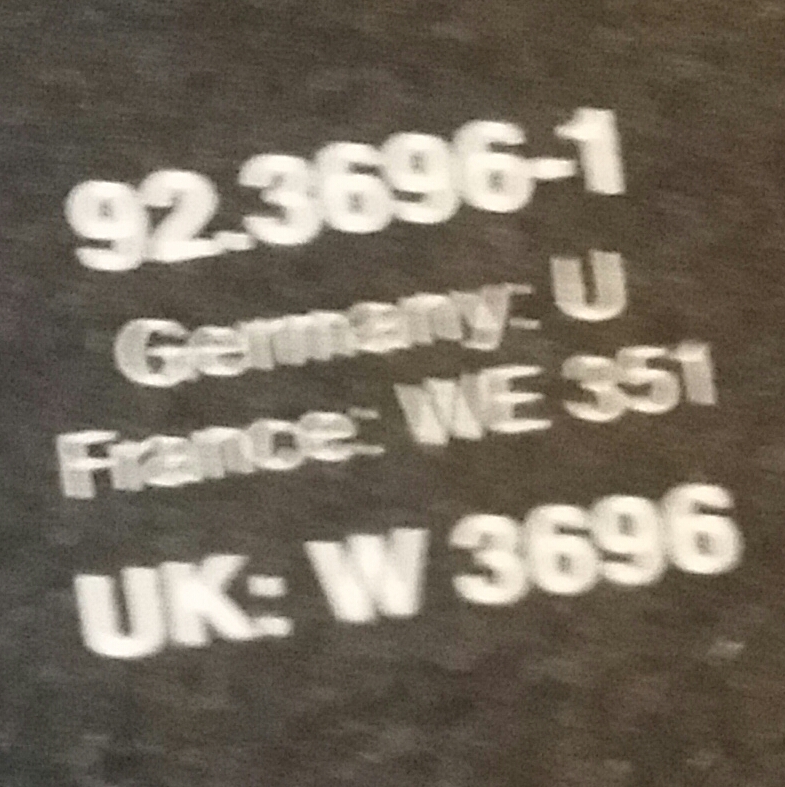 92.3696-1
Germany: U
France: WE 351
UK: W 3696